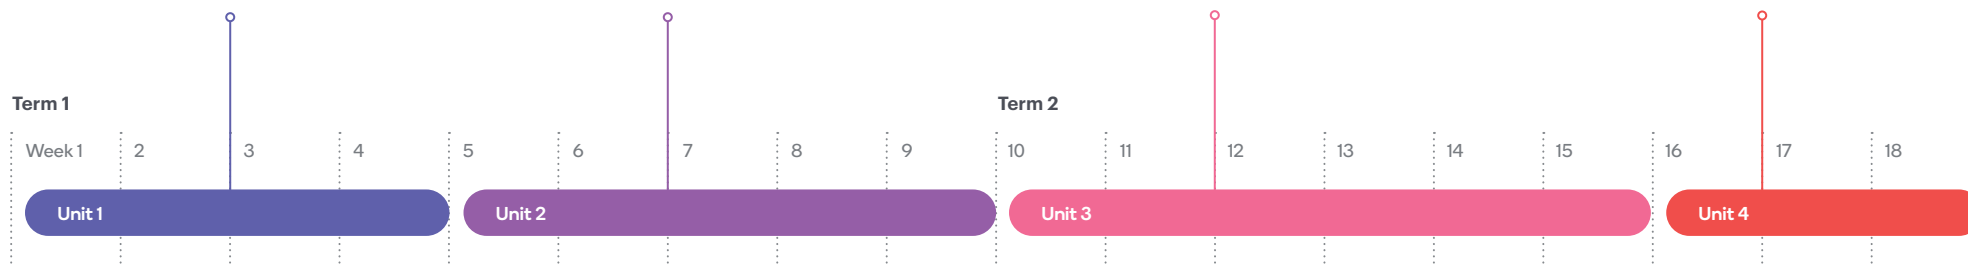 Term 1
Term 2
Week 1 2 3 4 5 6 7 8 9 10 11 12 13 14 15 16 17 18
Unit 1
Unit 2
Unit 3
Unit 4